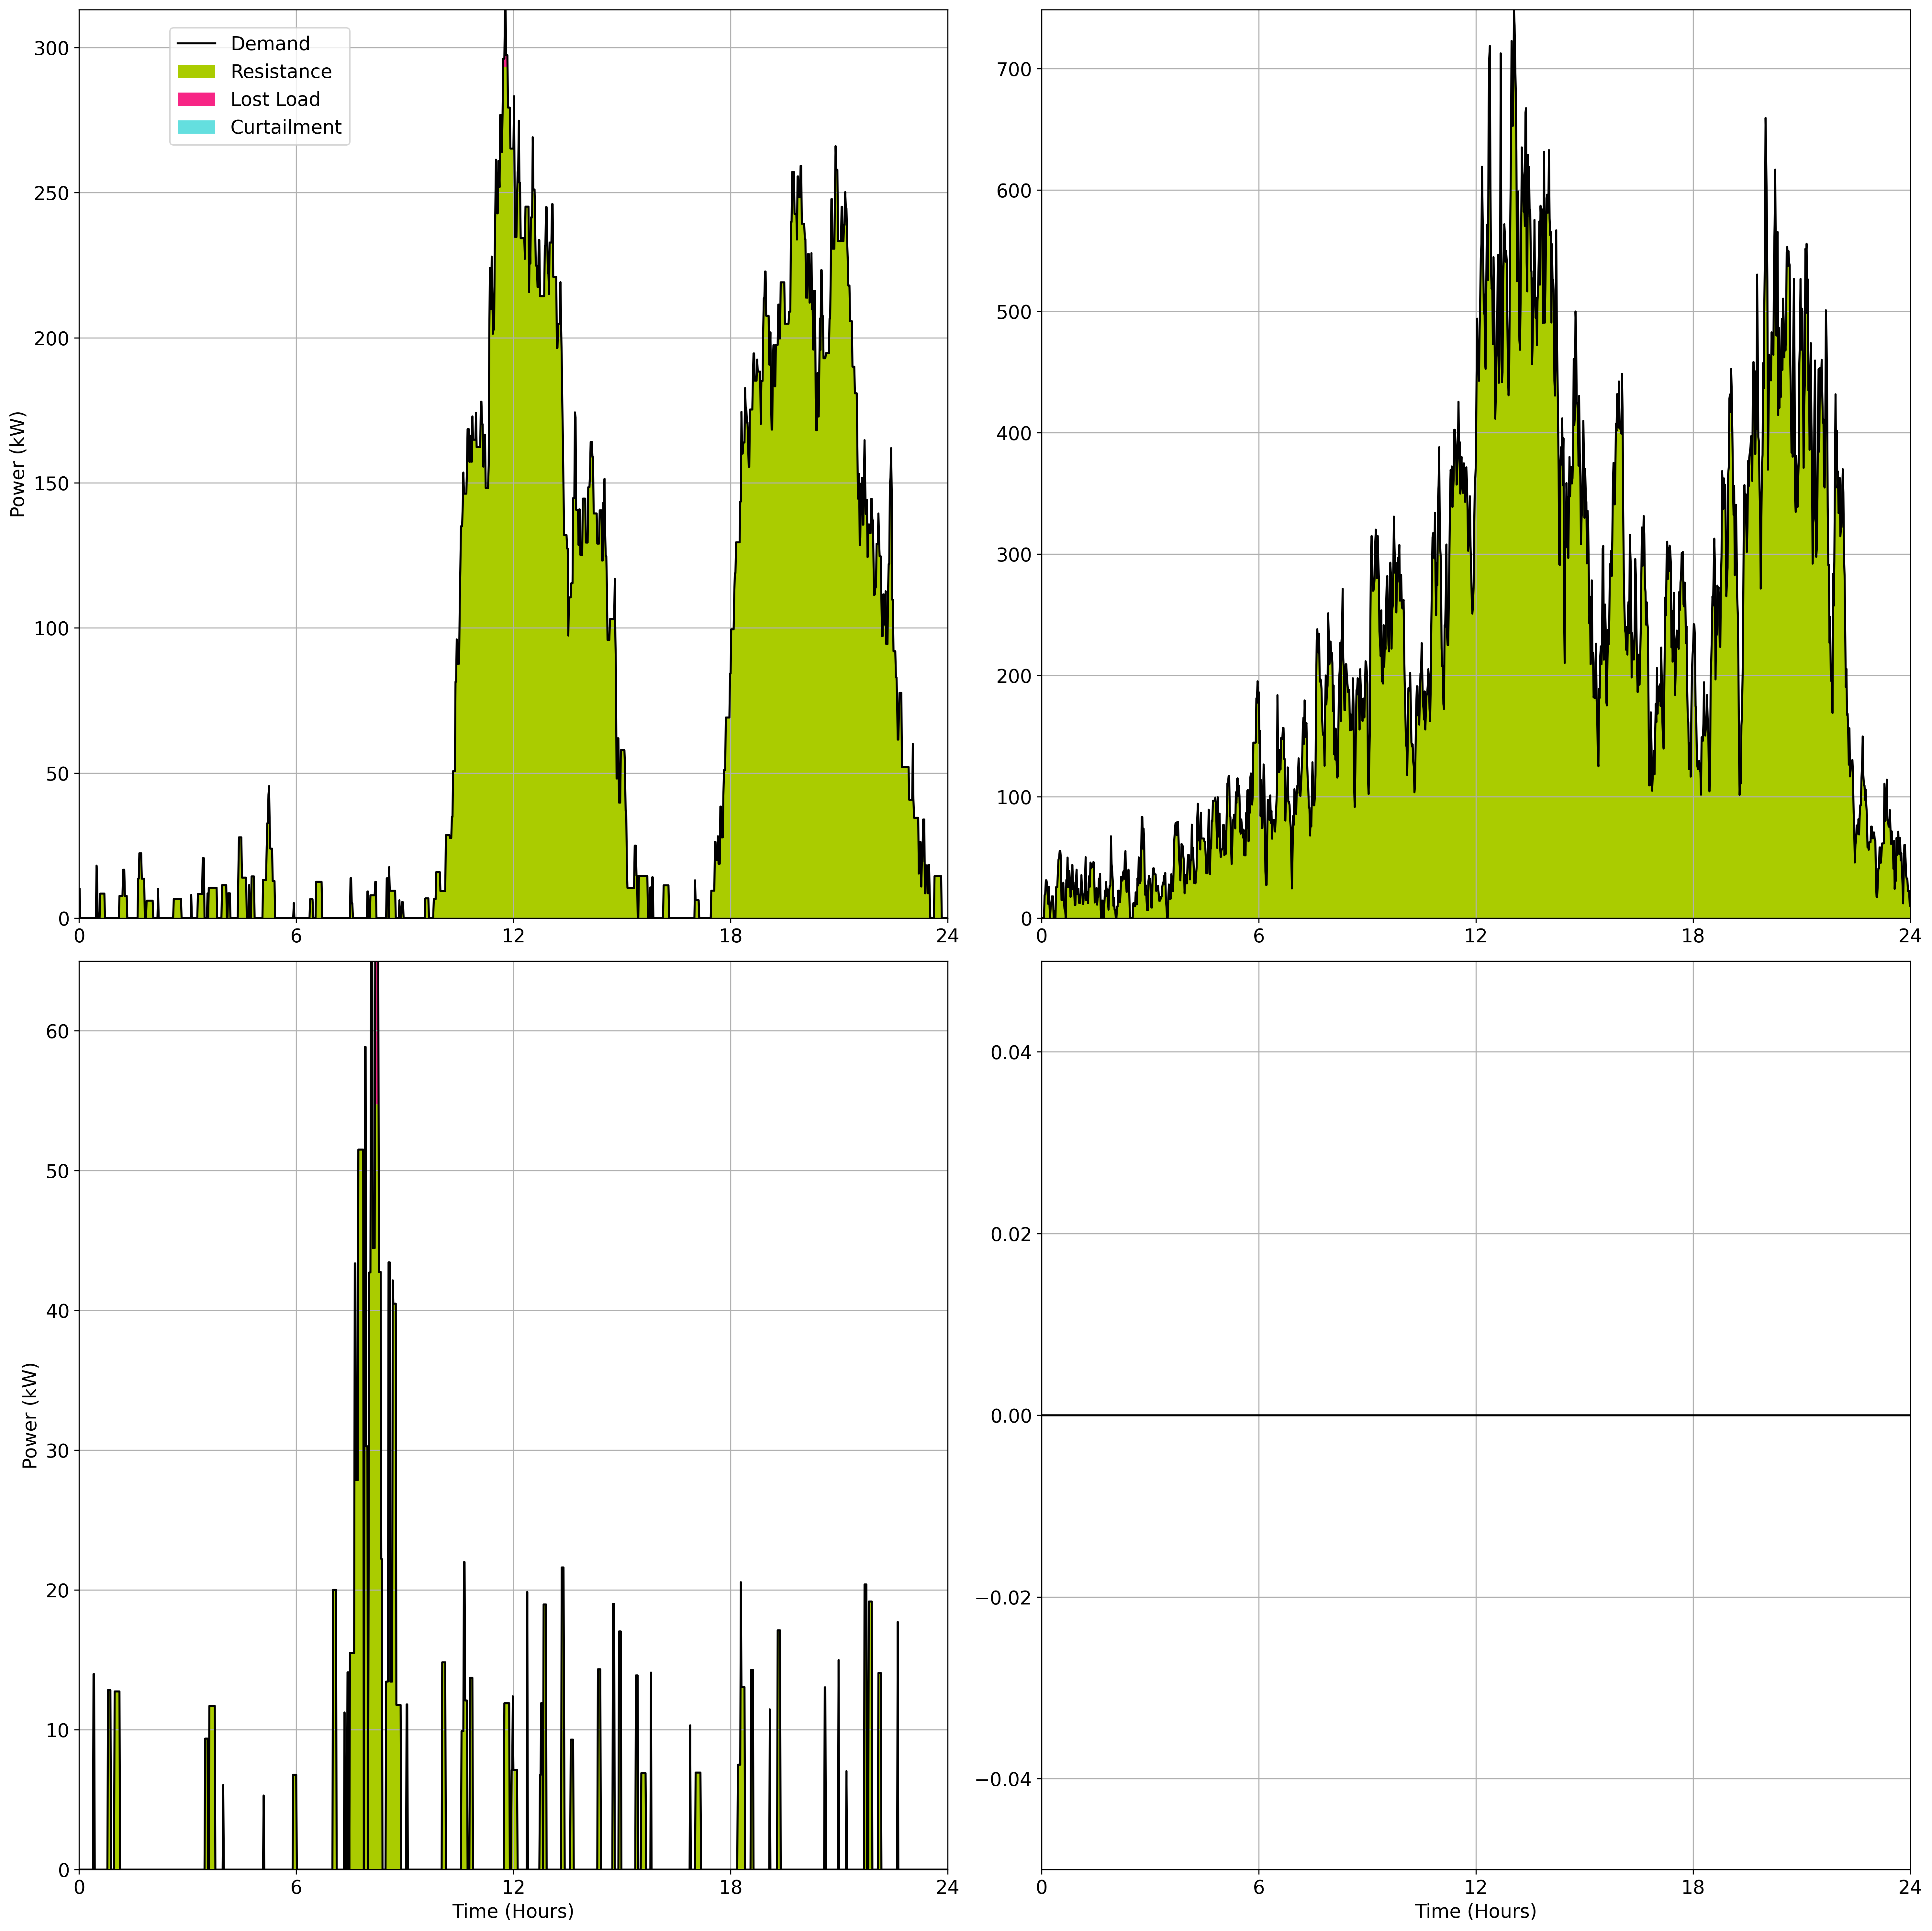 Demand
Resistance
Lost Load
Curtailment
300
250
200
150
100
50
0
Power (kW)
0 6 12 18 24
700
600
500
400
300
200
100
0
0 6 12 18 24
60
50
40
30
20
10
0
Power (kW)
0 6 12 18 24
Time (Hours)
0.04
0.02
0.00
−0.02
−0.04
0 6 12 18 24
Time (Hours)